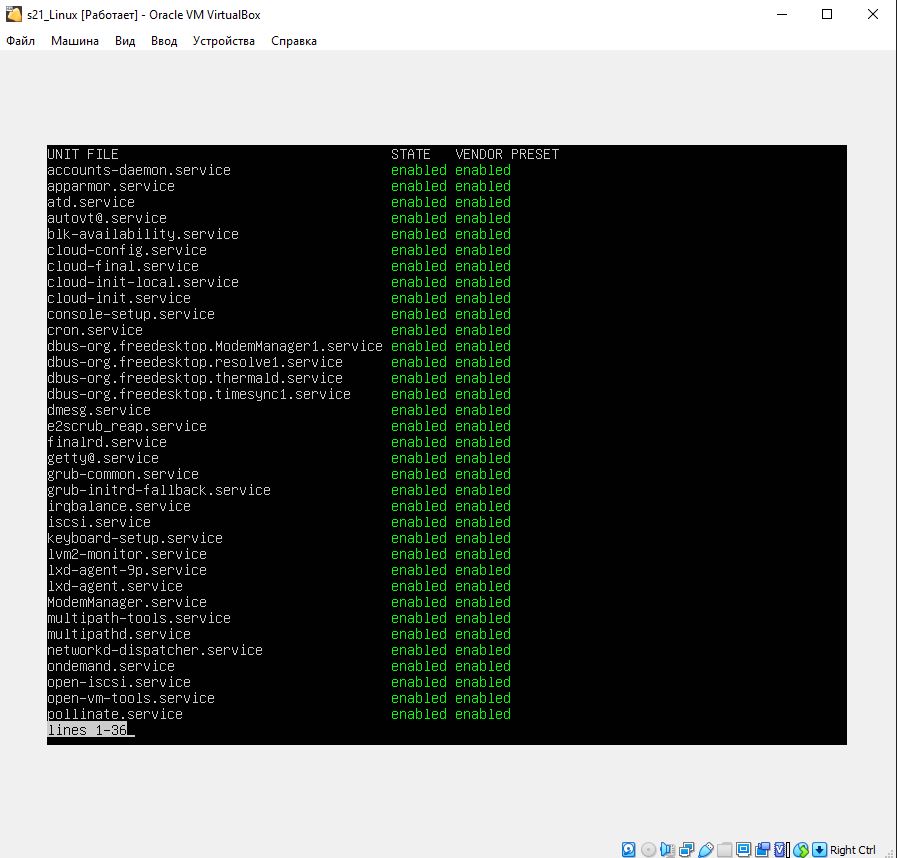 s21_Linux [Работает] - Oracle VM VirtualBox
Файл Машина Вид Ввод Устройства Справка
UNIT FILE STATE VENDOR PRESET
accounts-daemon.service enabled enabled
apparmor.service enabled enabled
atd.service enabled enabled
autovt@.service enabled enabled
blk-availability.service enabled enabled
cloud-config.service enabled enabled
cloud-final.service enabled enabled
cloud-init-local.service enabled enabled
cloud-init.service enabled enabled
console-setup.service enabled enabled
cron.service enabled enabled
dbus-org.freedesktop.ModemManager1.service enabled enabled
dbus-org.freedesktop.resolve1.service enabled enabled
dbus-org.freedesktop.thermald.service enabled enabled
dbus-org.freedesktop.timesync1.service enabled enabled
dmesg.service enabled enabled
e2scrub_reap.service enabled enabled
finalrd.service enabled enabled
getty@.service enabled enabled
grub-common.service enabled enabled
grub-initrd-fallback.service enabled enabled
irqbalance.service enabled enabled
iscsi.service enabled enabled
keyboard-setup.service enabled enabled
lvm2-monitor.service enabled enabled
lxd-agent-9p.service enabled enabled
lxd-agent.service enabled enabled
ModemManager.service enabled enabled
multipath-tools.service enabled enabled
multipathd.service enabled enabled
networkd-dispatcher.service enabled enabled
ondemand.service enabled enabled
open-iscsi.service enabled enabled
open-vm-tools.service enabled enabled
pollinate.service enabled enabled
lines 1-36
Right Ctrl